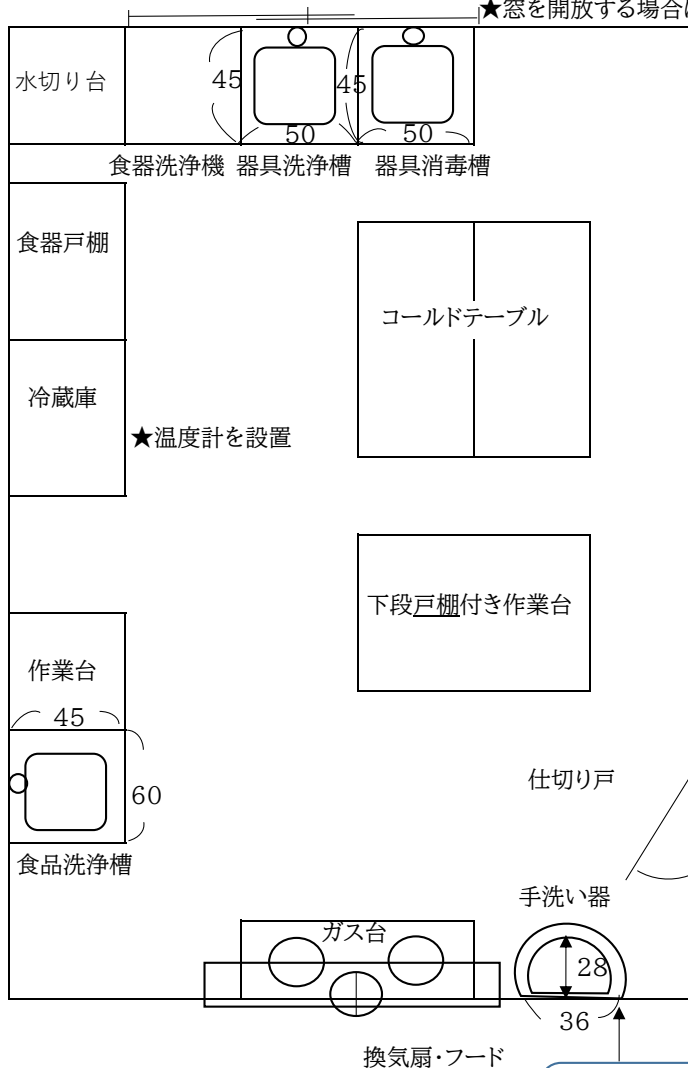 ★窓を開放する場合
水切り台
45
45
50
50
食器洗浄機
器具洗浄槽
器具消毒槽
食器戸棚
コールドテーブル
冷蔵庫
★温度計を設置
下段戸棚付き作業台
作業台
45
60
仕切り戸
食品洗浄槽
手洗い器
ガス台
28
36
換気扇・フード